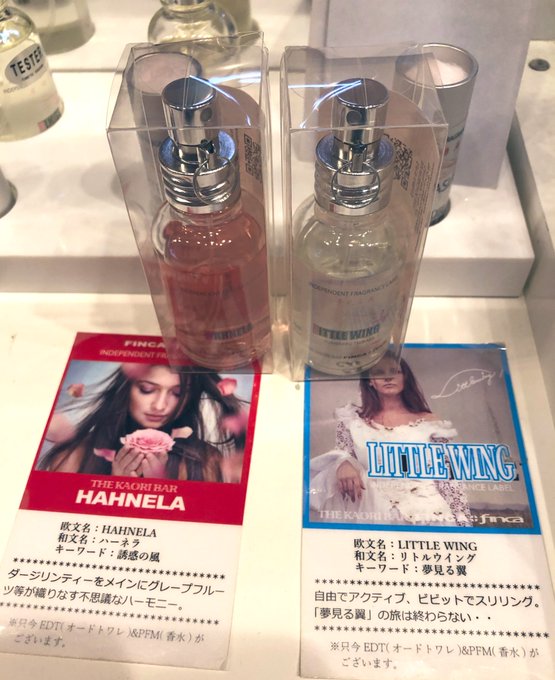 TESTER
INDEPENDENT FRAGRANCE LABEL
HAHNELA
LITTLE WING
FINCA
INDEPENDENT FRAG
THE KAORI BAR
HAHNELA
欧文名：HAHNELA
和文名：ハーネラ
キーワード：誘惑の風
ダージリンティーをメインにグレープフルー
ツ等が織りなす不思議なハーモニー。
※只今EDT(オードトワレ)&PFM(香水)が
ございます。
Little Wing
LITTLE WING
INDEPENDENT FRAGRANCE LABEL
THE KAORI BAR
finca
欧文名：LITTLE WING
和文名：リトルウイング
キーワード：夢見る翼
自由でアクティブ、ビビットでスリリング。
「夢見る翼」の旅は終わらない・・
※只今EDT(オードトワレ)&PFM(香水)が
ございます。